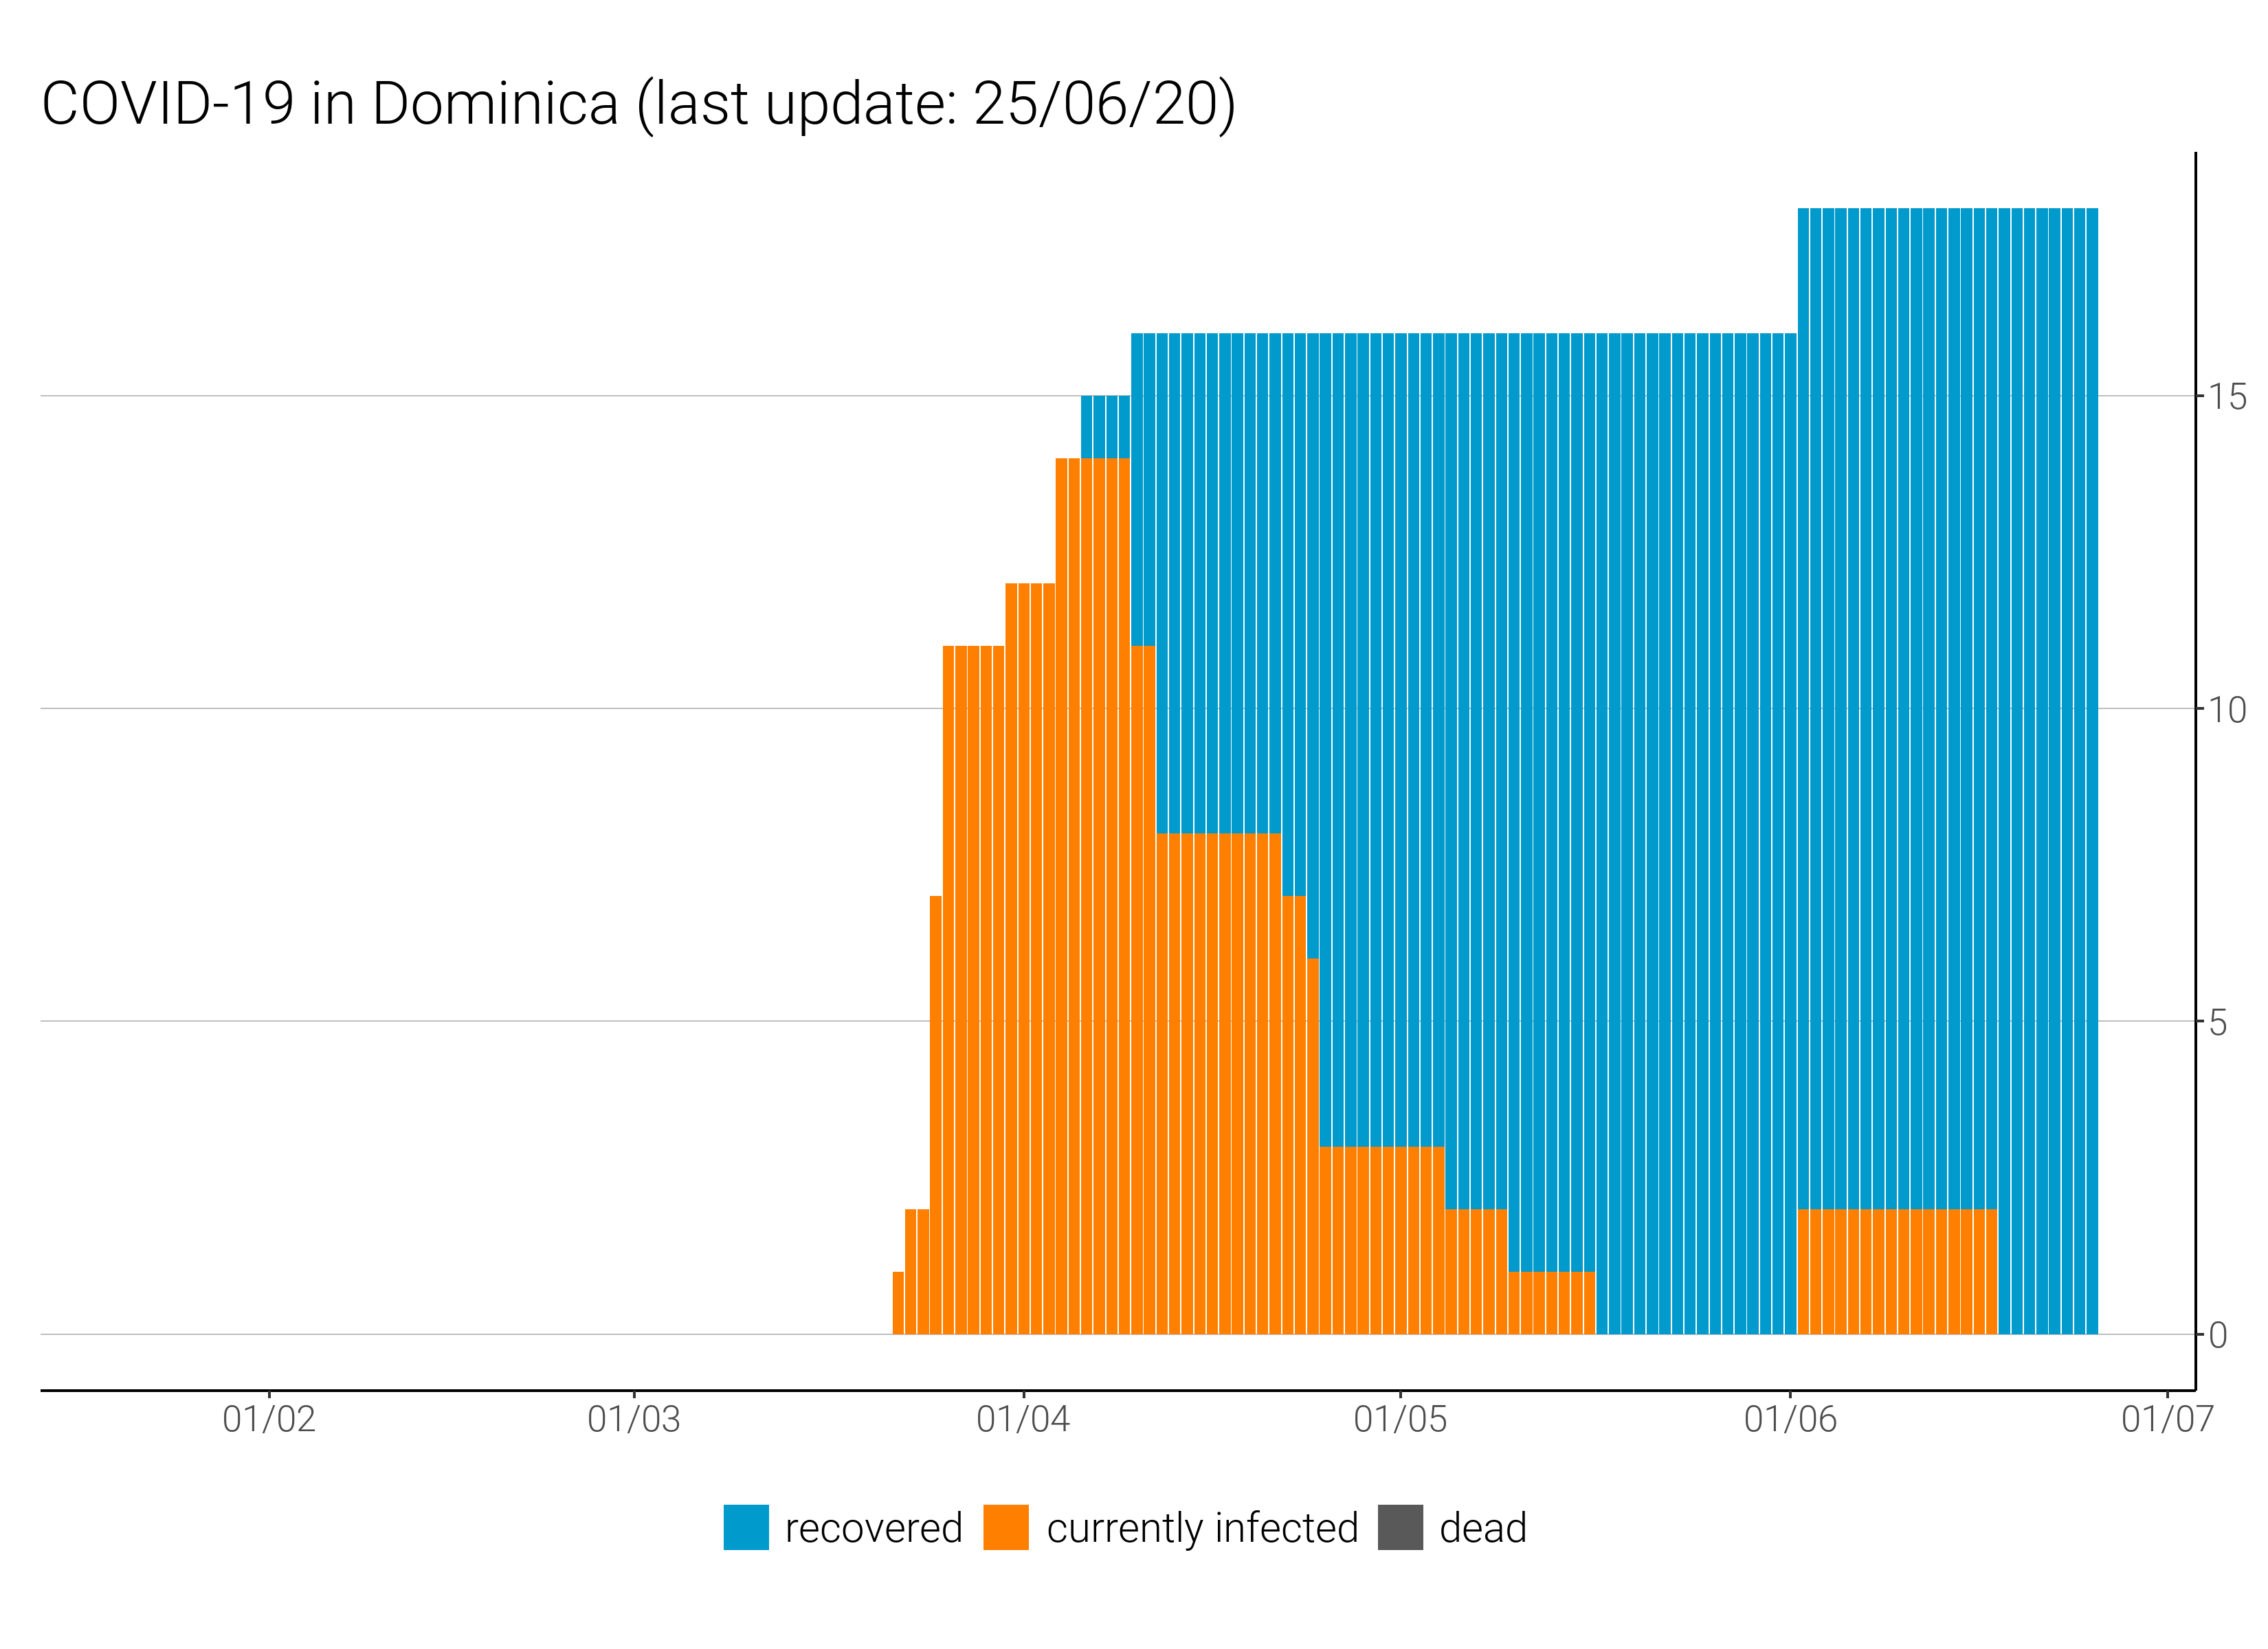 COVID-19 in Dominica (last update: 25/06/20)
15
10
5
0
01/02 01/03 01/04 01/05 01/06 01/07
recovered currently infected dead